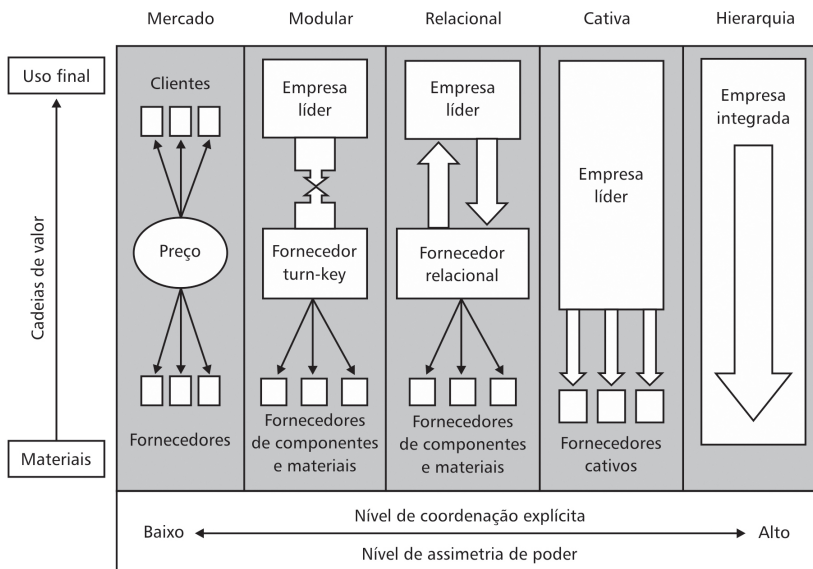 Mercado
Modular
Relacional
Cativa
Hierarquia
Uso final
Cadeias de valor
Materiais
Clientes
Preço
Fornecedores
Empresa
líder
Fornecedor
turn-key
Fornecedores
de componentes
e materiais
Empresa
líder
Fornecedor
relacional
Fornecedores
de componentes
e materiais
Empresa
líder
Fornecedores
cativos
Empresa
integrada
Nível de coordenação explícita
Baixo
Alto
Nível de assimetria de poder